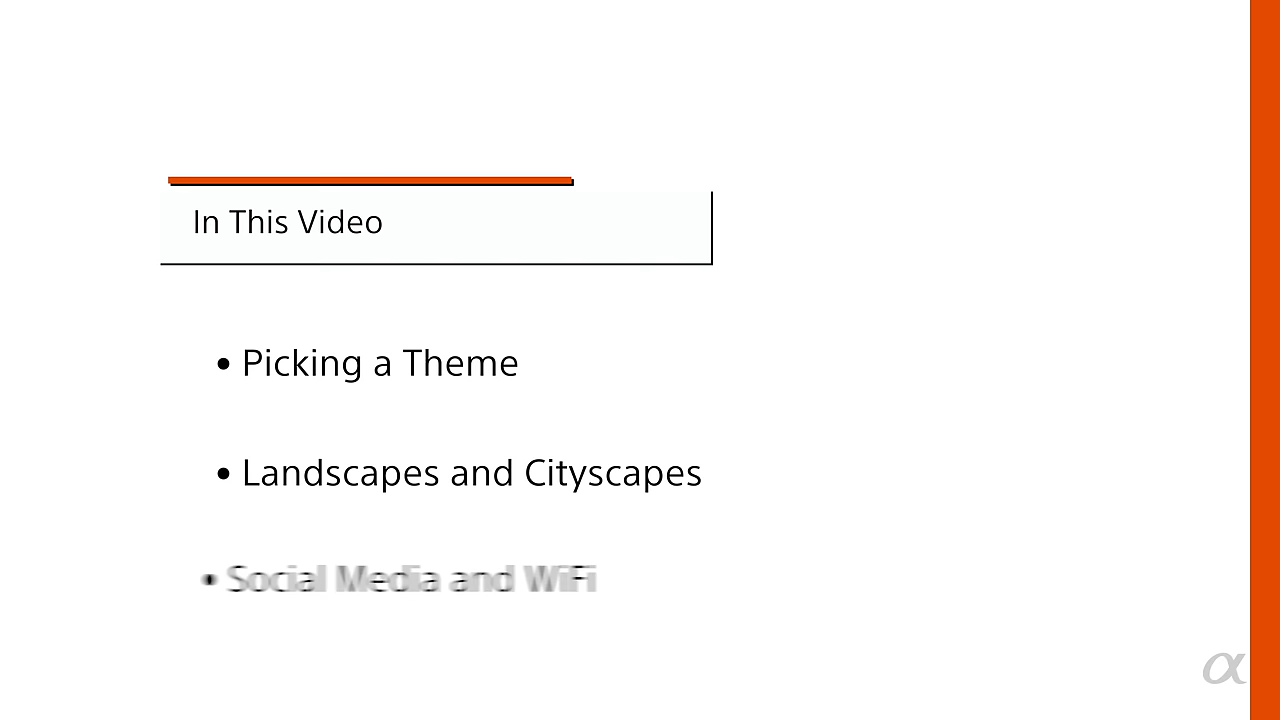 In This Video
• Picking a Theme
• Landscapes and Cityscapes
• Social Media and WiFi
α